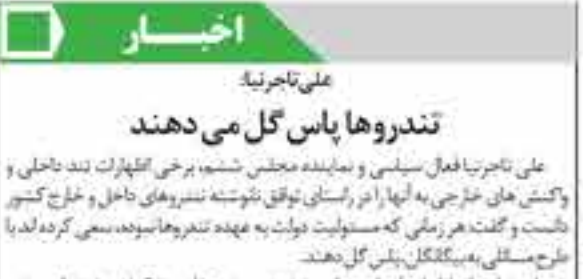 اخبار
علی تاجرنیا:
تندروها پاس گل می دهند
علی تاجرنیا فعال سیاسی و نماینده مجلس ششم، برخی اظهارات تند داخلی و
واکنش های خارجی به آنها را در راستای توافق نانوشته تندروهای داخل و خارج کشور
دانست و گفت: هر زمانی که مسئولیت دولت به عهده تندروها نبوده، سعی کرده اند با
طرح مسائلی به بیگانگان پاس گل دهند.